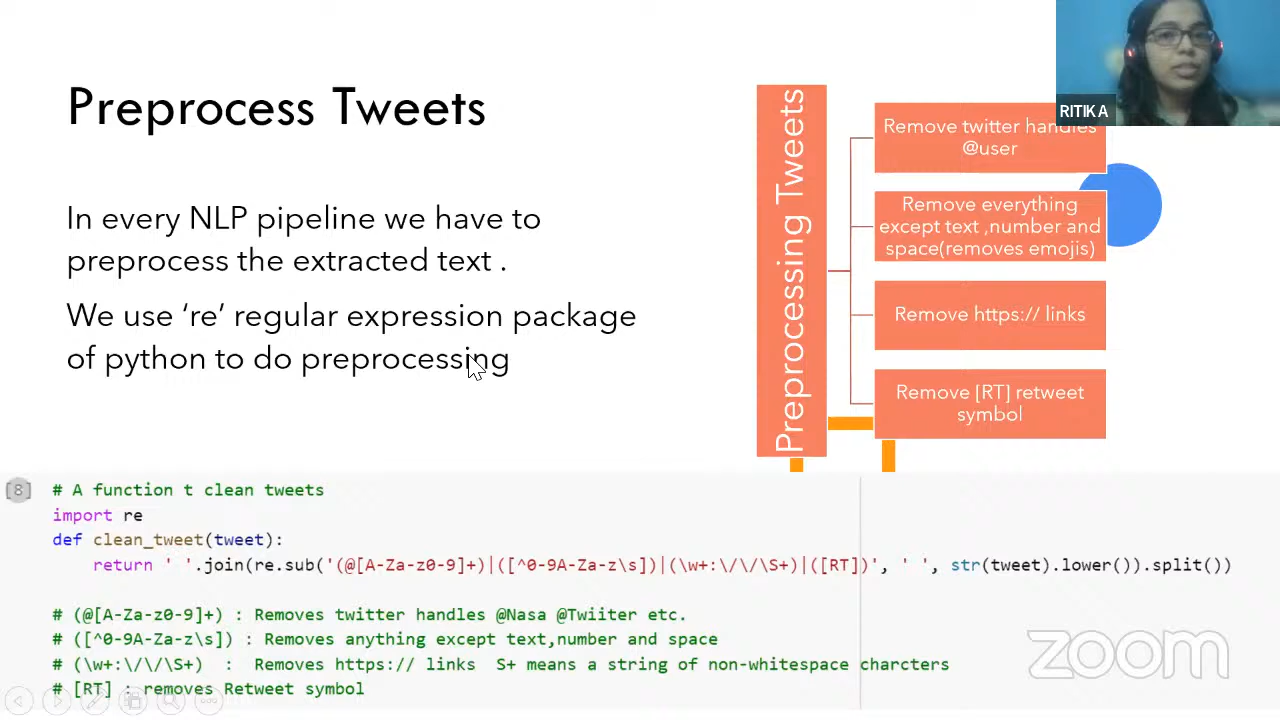 Preprocess Tweets
In every NLP pipeline we have to
preprocess the extracted text .
We use ‘re’ regular expression package
of python to do preprocessing
Preprocessing Tweets
Remove twitter handles
@user
Remove everything
except text ,number and
space(removes emojis)
Remove https:// links
Remove [RT] retweet
symbol
RITIKA
[8]
# A function t clean tweets
import re
def clean_tweet(tweet):
return ' '.join(re.sub('(@[A-Za-z0-9]+)|([^0-9A-Za-z\s])|(\w+:\/\/\S+)|([RT])', ' ', str(tweet).lower()).split())
# (@[A-Za-z0-9]+) : Removes twitter handles @Nasa @Twiiter etc.
# ([^0-9A-Za-z\s]) : Removes anything except text,number and space
# (\w+:\/\/\S+) : Removes https:// links S+ means a string of non-whitespace charcters
# [RT] : removes Retweet symbol
zoom